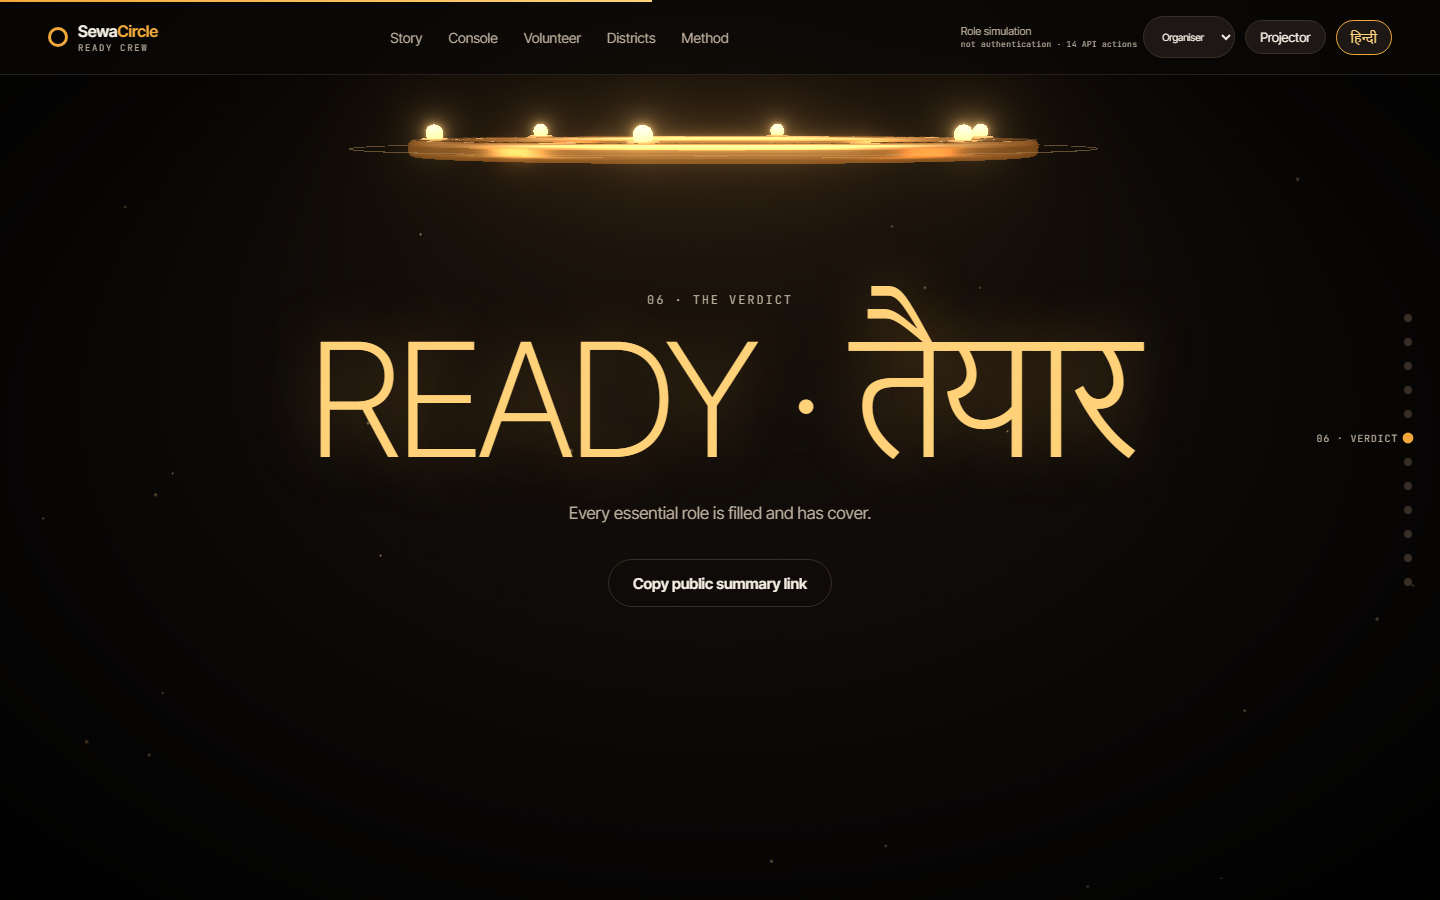 SewaCircle
READY CREW
Story Console Volunteer Districts Method
Role simulation
not authentication · 14 API actions
Organiser
Projector
हिन्दी
06 · THE VERDICT
READY · तैयार
06 · VERDICT
Every essential role is filled and has cover.
Copy public summary link